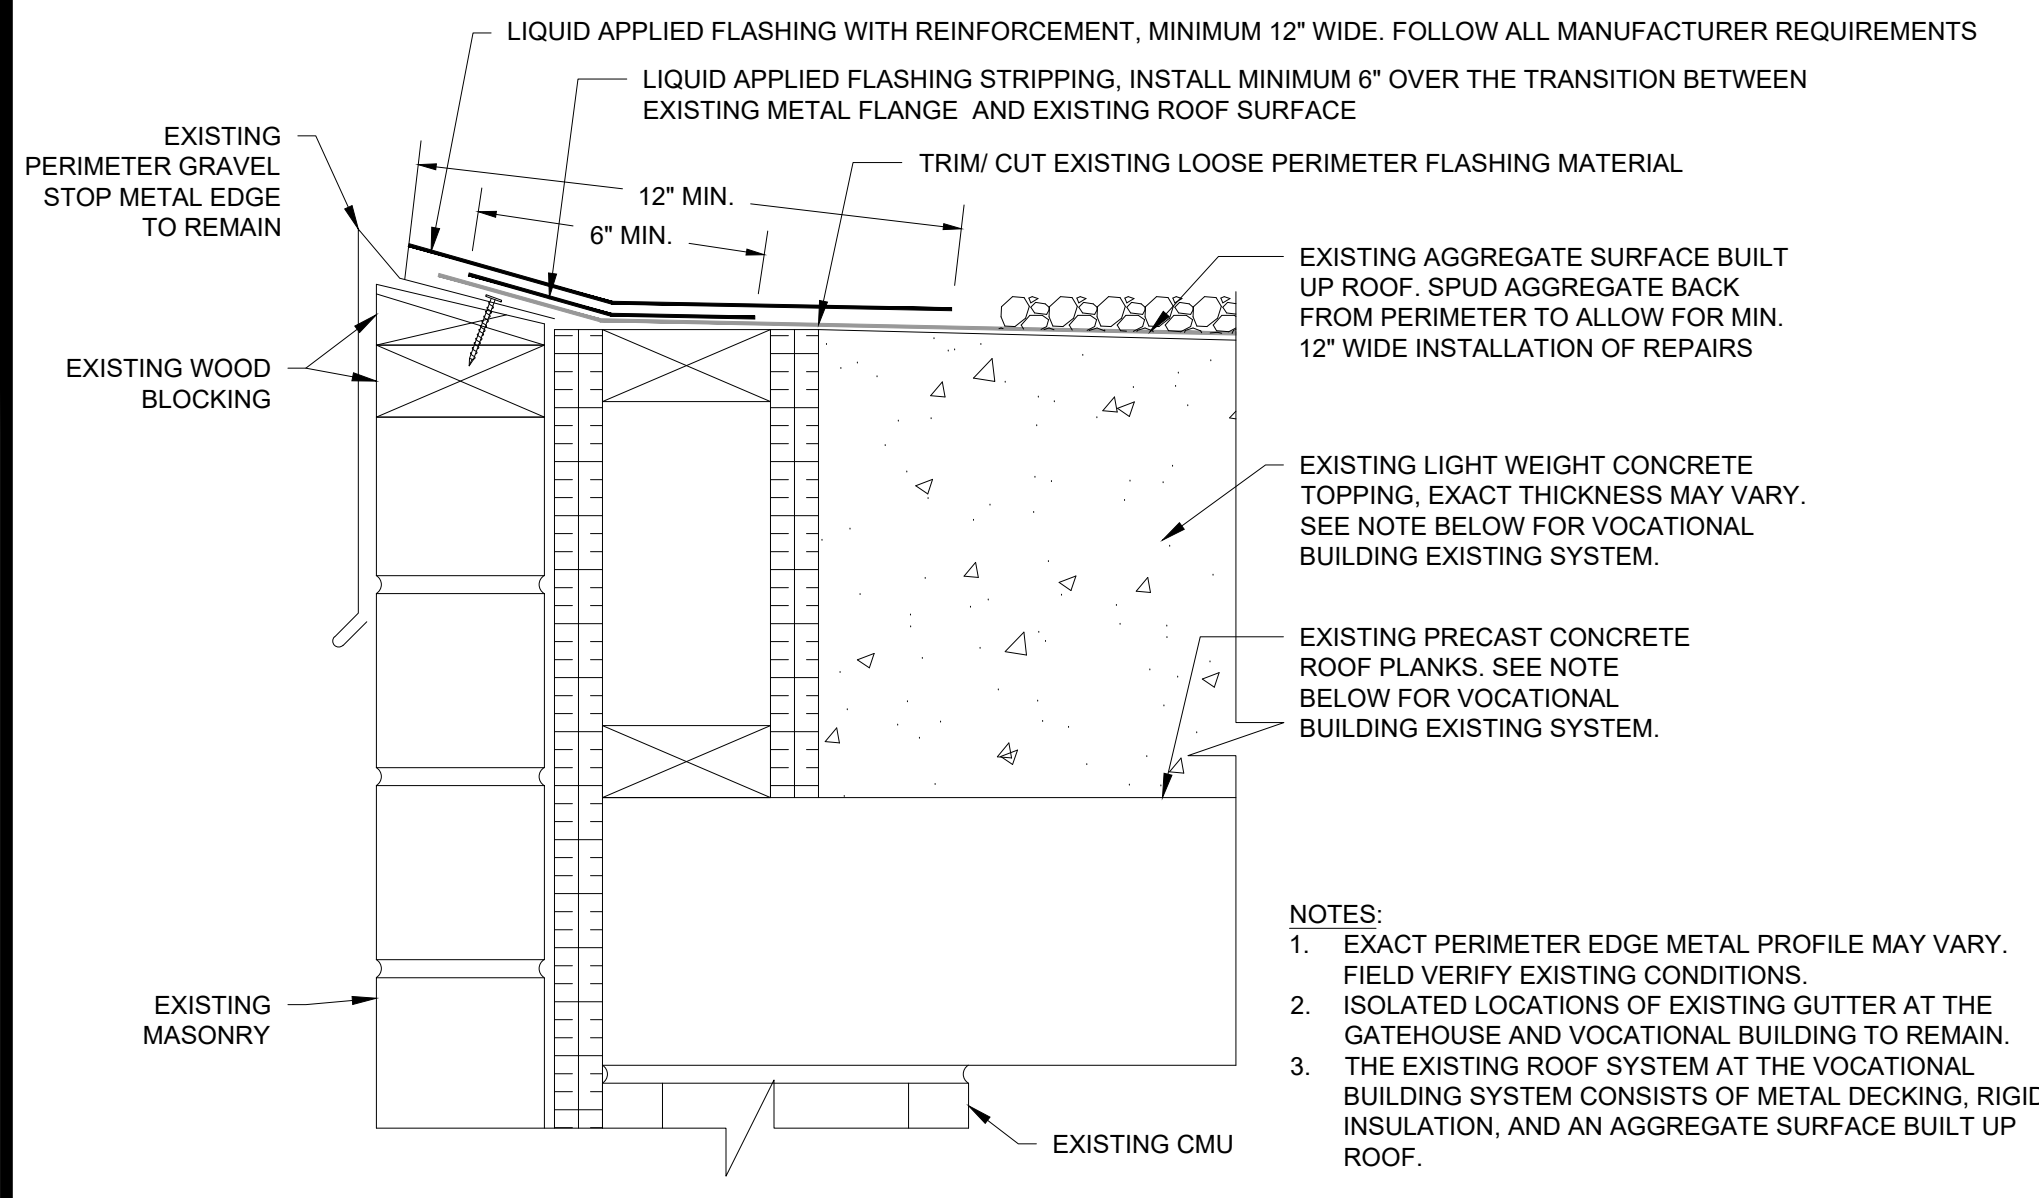 LIQUID APPLIED FLASHING WITH REINFORCEMENT, MINIMUM 12" WIDE. FOLLOW ALL MANUFACTURER REQUIREMENTS
LIQUID APPLIED FLASHING STRIPPING, INSTALL MINIMUM 6" OVER THE TRANSITION BETWEEN
EXISTING METAL FLANGE AND EXISTING ROOF SURFACE
EXISTING
PERIMETER GRAVEL
STOP METAL EDGE
TO REMAIN
TRIM/ CUT EXISTING LOOSE PERIMETER FLASHING MATERIAL
12" MIN.
6" MIN.
EXISTING AGGREGATE SURFACE BUILT
UP ROOF. SPUD AGGREGATE BACK
FROM PERIMETER TO ALLOW FOR MIN.
12" WIDE INSTALLATION OF REPAIRS
EXISTING WOOD
BLOCKING
EXISTING LIGHT WEIGHT CONCRETE
TOPPING, EXACT THICKNESS MAY VARY.
SEE NOTE BELOW FOR VOCATIONAL
BUILDING EXISTING SYSTEM.
EXISTING PRECAST CONCRETE
ROOF PLANKS. SEE NOTE
BELOW FOR VOCATIONAL
BUILDING EXISTING SYSTEM.
EXISTING
MASONRY
EXISTING CMU
NOTES:
1. EXACT PERIMETER EDGE METAL PROFILE MAY VARY.
FIELD VERIFY EXISTING CONDITIONS.
2. ISOLATED LOCATIONS OF EXISTING GUTTER AT THE
GATEHOUSE AND VOCATIONAL BUILDING TO REMAIN.
3. THE EXISTING ROOF SYSTEM AT THE VOCATIONAL
BUILDING SYSTEM CONSISTS OF METAL DECKING, RIGID
INSULATION, AND AN AGGREGATE SURFACE BUILT UP
ROOF.